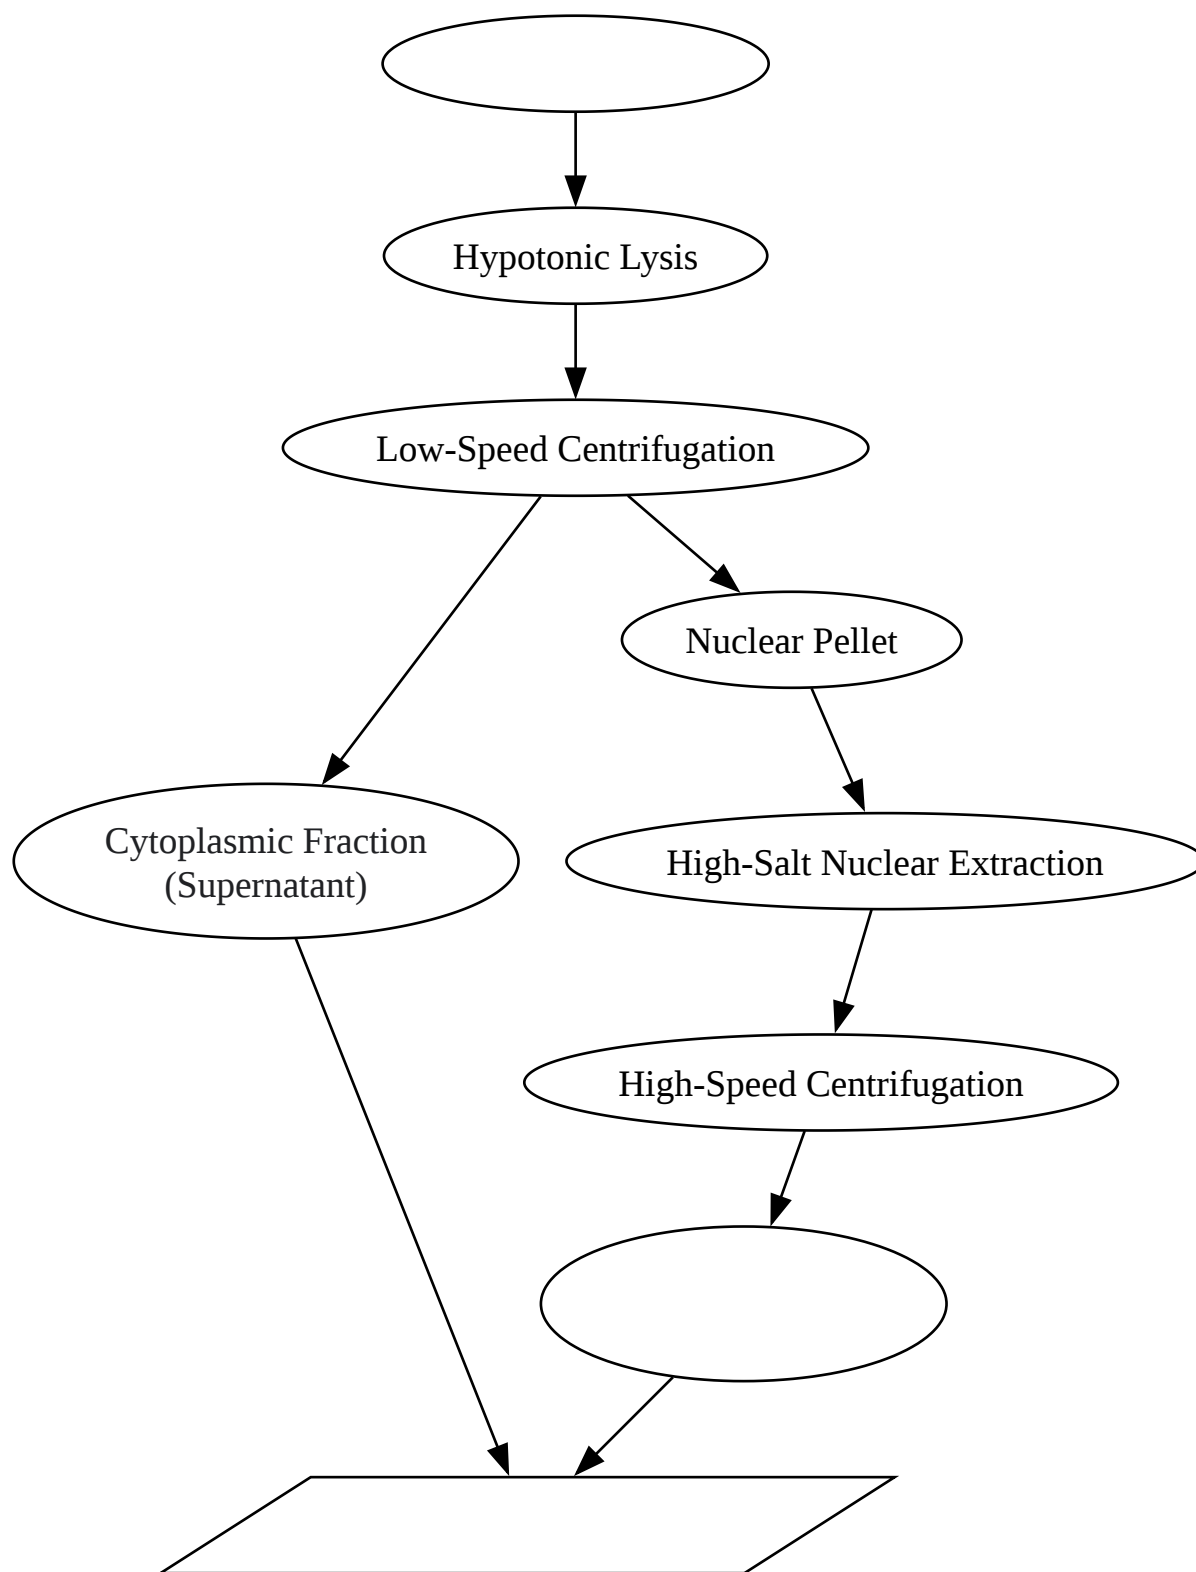 Hypotonic Lysis
Low-Speed Centrifugation
Nuclear Pellet
Cytoplasmic Fraction
(Supernatant)
High-Salt Nuclear Extraction
High-Speed Centrifugation